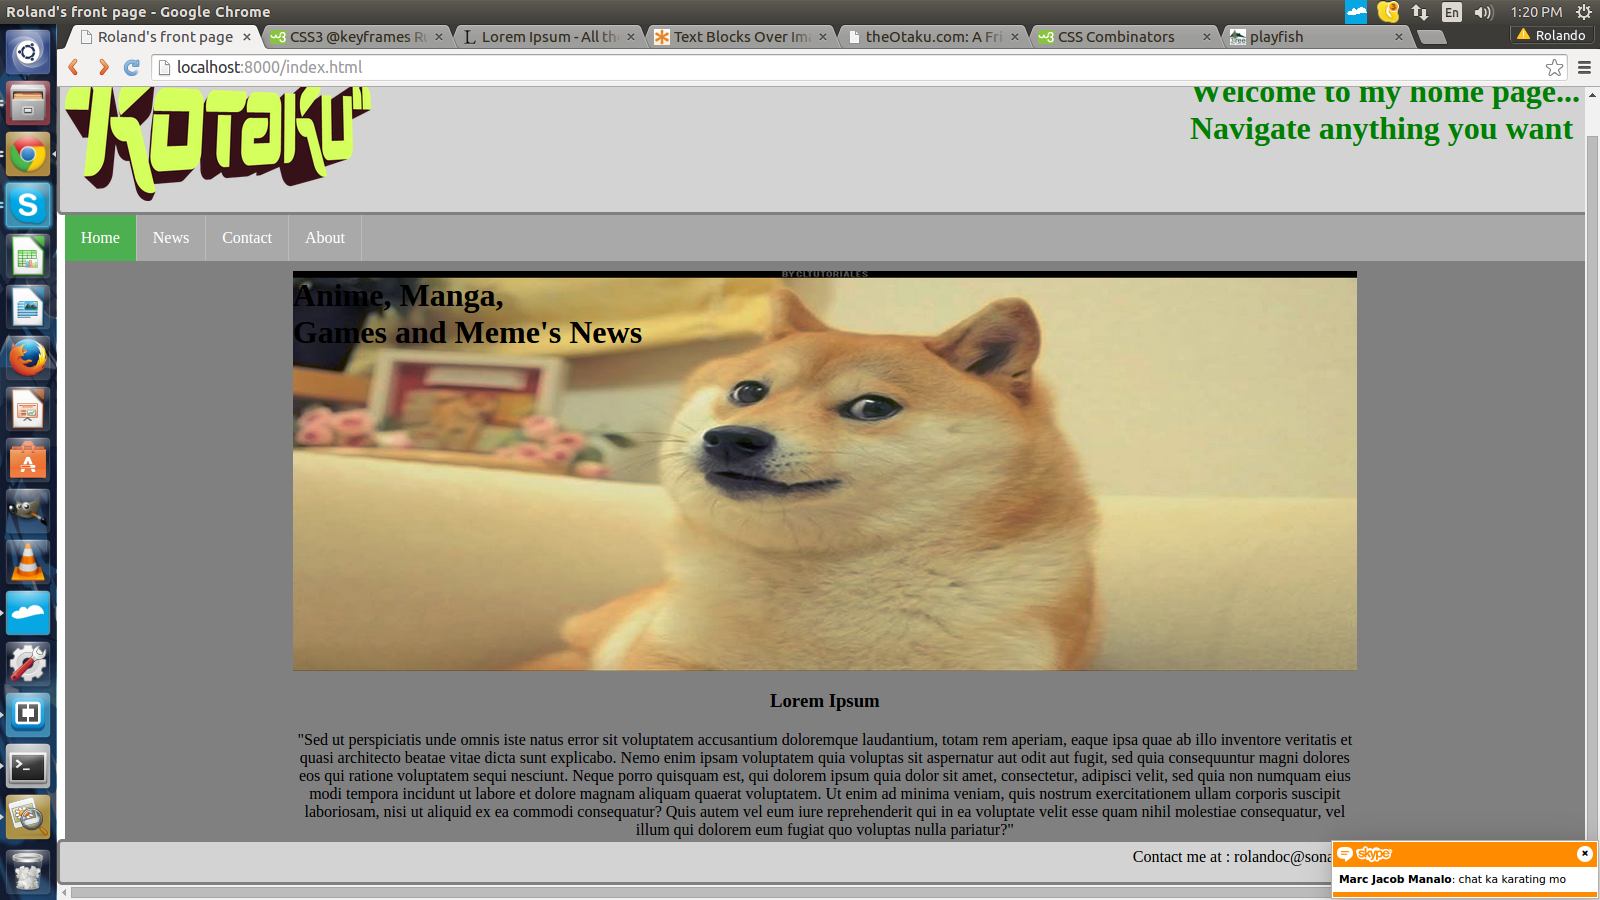 Roland's front page - Google Chrome
En
1:20 PM
Roland's front page
CSS3 @keyframes Ru
Lorem Ipsum - All the
Text Blocks Over Ima
theOtaku.com: A Fri
CSS Combinators
playfish
Rolando
localhost:8000/index.html
KOTAKU"
Welcome to my home page...
Navigate anything you want
Home
News
Contact
About
BY CLTUTORIALES
Anime, Manga,
Games and Meme's News
Lorem Ipsum
"Sed ut perspiciatis unde omnis iste natus error sit voluptatem accusantium doloremque laudantium, totam rem aperiam, eaque ipsa quae ab illo inventore veritatis et
quasi architecto beatae vitae dicta sunt explicabo. Nemo enim ipsam voluptatem quia voluptas sit aspernatur aut odit aut fugit, sed quia consequuntur magni dolores
eos qui ratione voluptatem sequi nesciunt. Neque porro quisquam est, qui dolorem ipsum quia dolor sit amet, consectetur, adipisci velit, sed quia non numquam eius
modi tempora incidunt ut labore et dolore magnam aliquam quaerat voluptatem. Ut enim ad minima veniam, quis nostrum exercitationem ullam corporis suscipit
laboriosam, nisi ut aliquid ex ea commodi consequatur? Quis autem vel eum iure reprehenderit qui in ea voluptate velit esse quam nihil molestiae consequatur, vel
illum qui dolorem eum fugiat quo voluptas nulla pariatur?"
Contact me at : rolandoc@sona
skype
Marc Jacob Manalo: chat ka karating mo